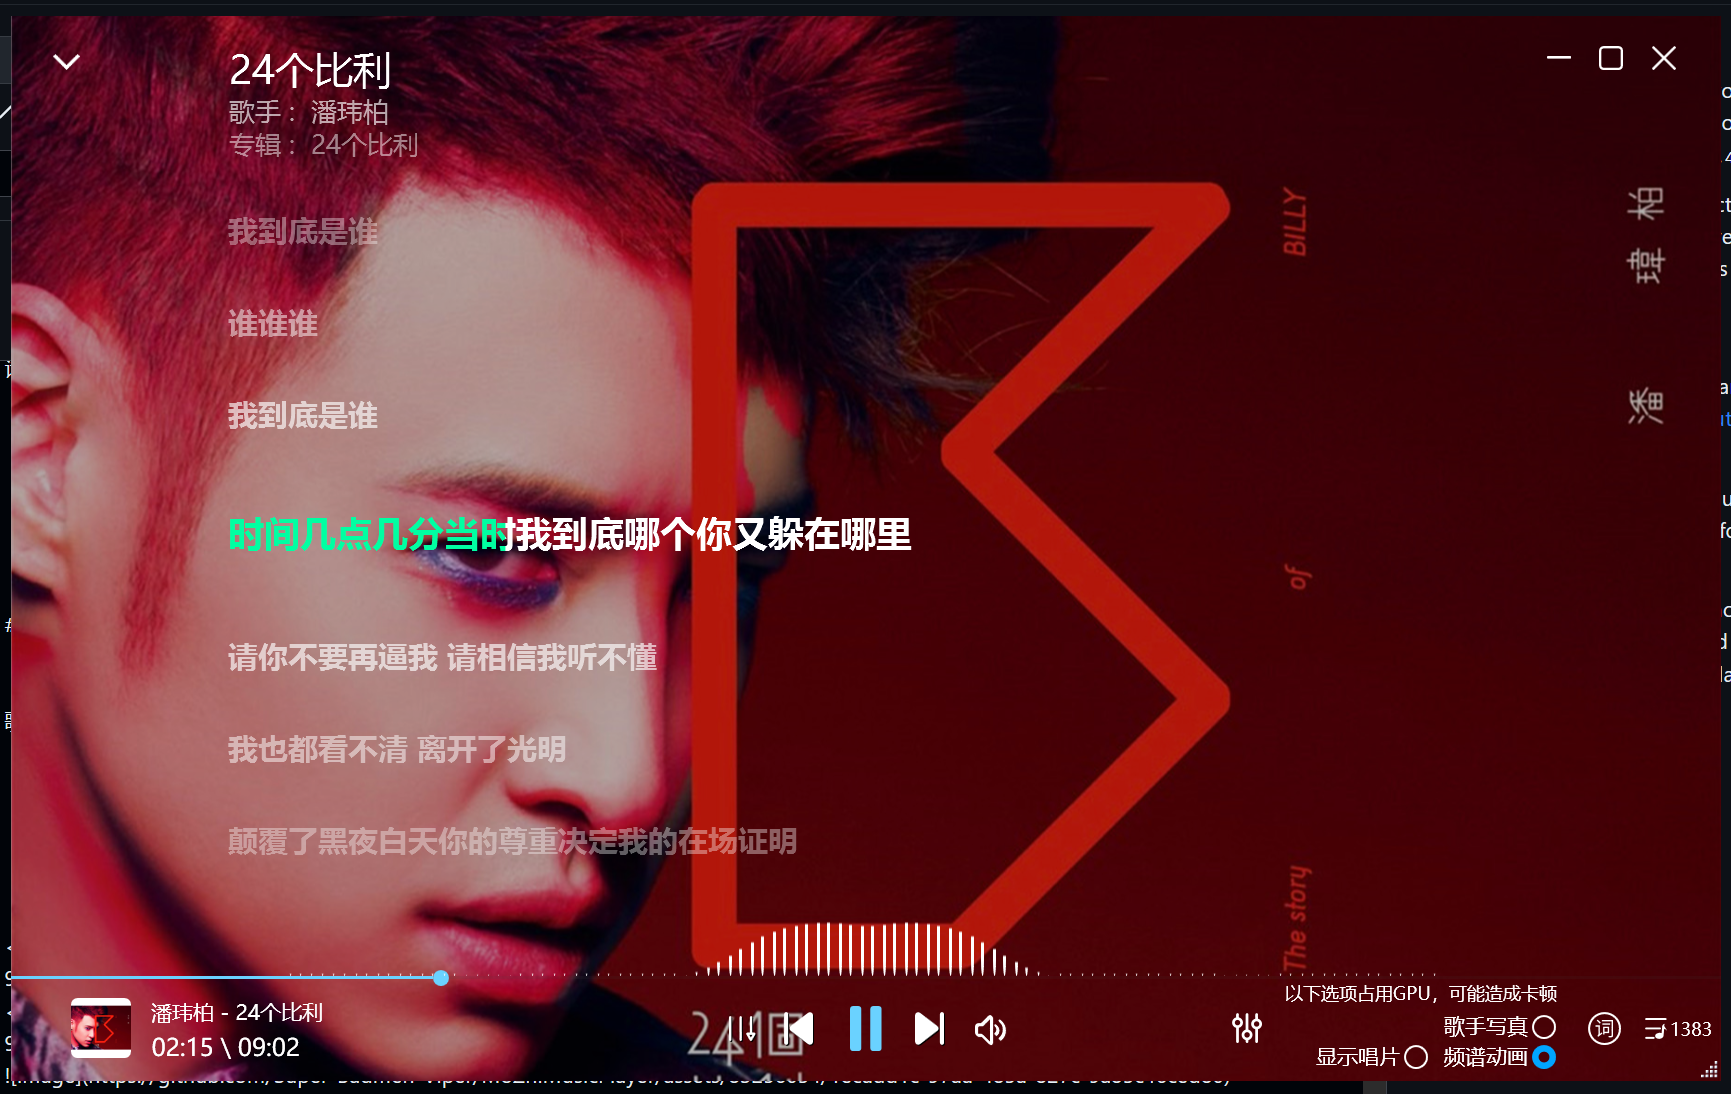 24个比利
歌手： 潘玮柏
专辑： 24个比利
我到底是谁
谁谁谁
我到底是谁
时间几点几分当时我到底哪个你又躲在哪里
请你不要再逼我 请相信我听不懂
我也都看不清 离开了光明
颠覆了黑夜白天你的尊重决定我的在场证明
The story
of
BILLY
潘
瑋
柏
24個
潘玮柏 - 24个比利
02:15 \ 09:02
以下选项占用GPU，可能造成卡顿
歌手写真
显示唱片 频谱动画
词
1383